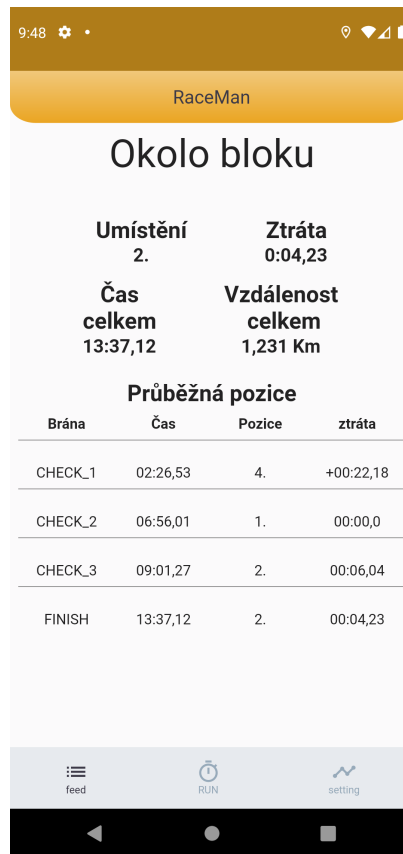 9:48
RaceMan
Okolo bloku
Umístění Ztráta
2. 0:04,23
Čas Vzdálenost
celkem celkem
13:37,12 1,231 Km
Průběžná pozice
Brána Čas Pozice ztráta
CHECK_1 02:26,53 4. +00:22,18
CHECK_2 06:56,01 1. 00:00,0
CHECK_3 09:01,27 2. 00:06,04
FINISH 13:37,12 2. 00:04,23
feed RUN setting